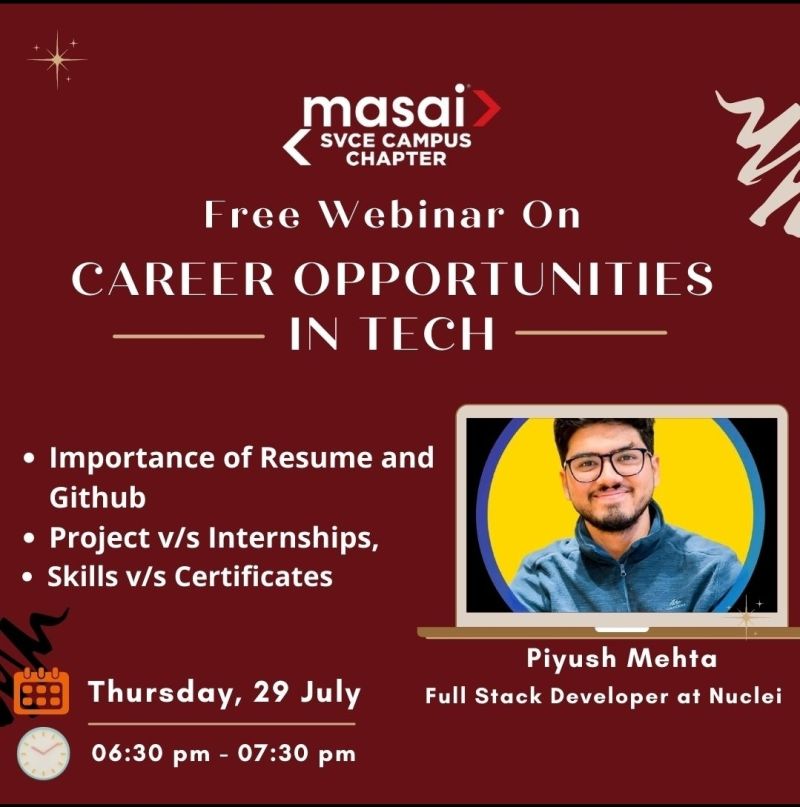 masai
SVCE CAMPUS
CHAPTER
Free Webinar On
CAREER OPPORTUNITIES
IN TECH
• Importance of Resume and
Github
• Project v/s Internships,
• Skills v/s Certificates
Piyush Mehta
Full Stack Developer at Nuclei
Thursday, 29 July
06:30 pm - 07:30 pm